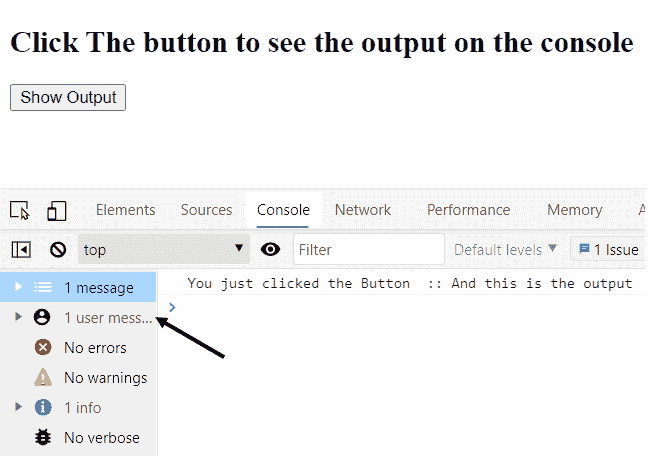 Click The button to see the output on the console
Show Output
Elements Sources Console Network Performance Memory A
top Filter Default levels 1 Issue
1 message
You just clicked the Button :: And this is the output
1 user mess...
No errors
No warnings
1 info
No verbose